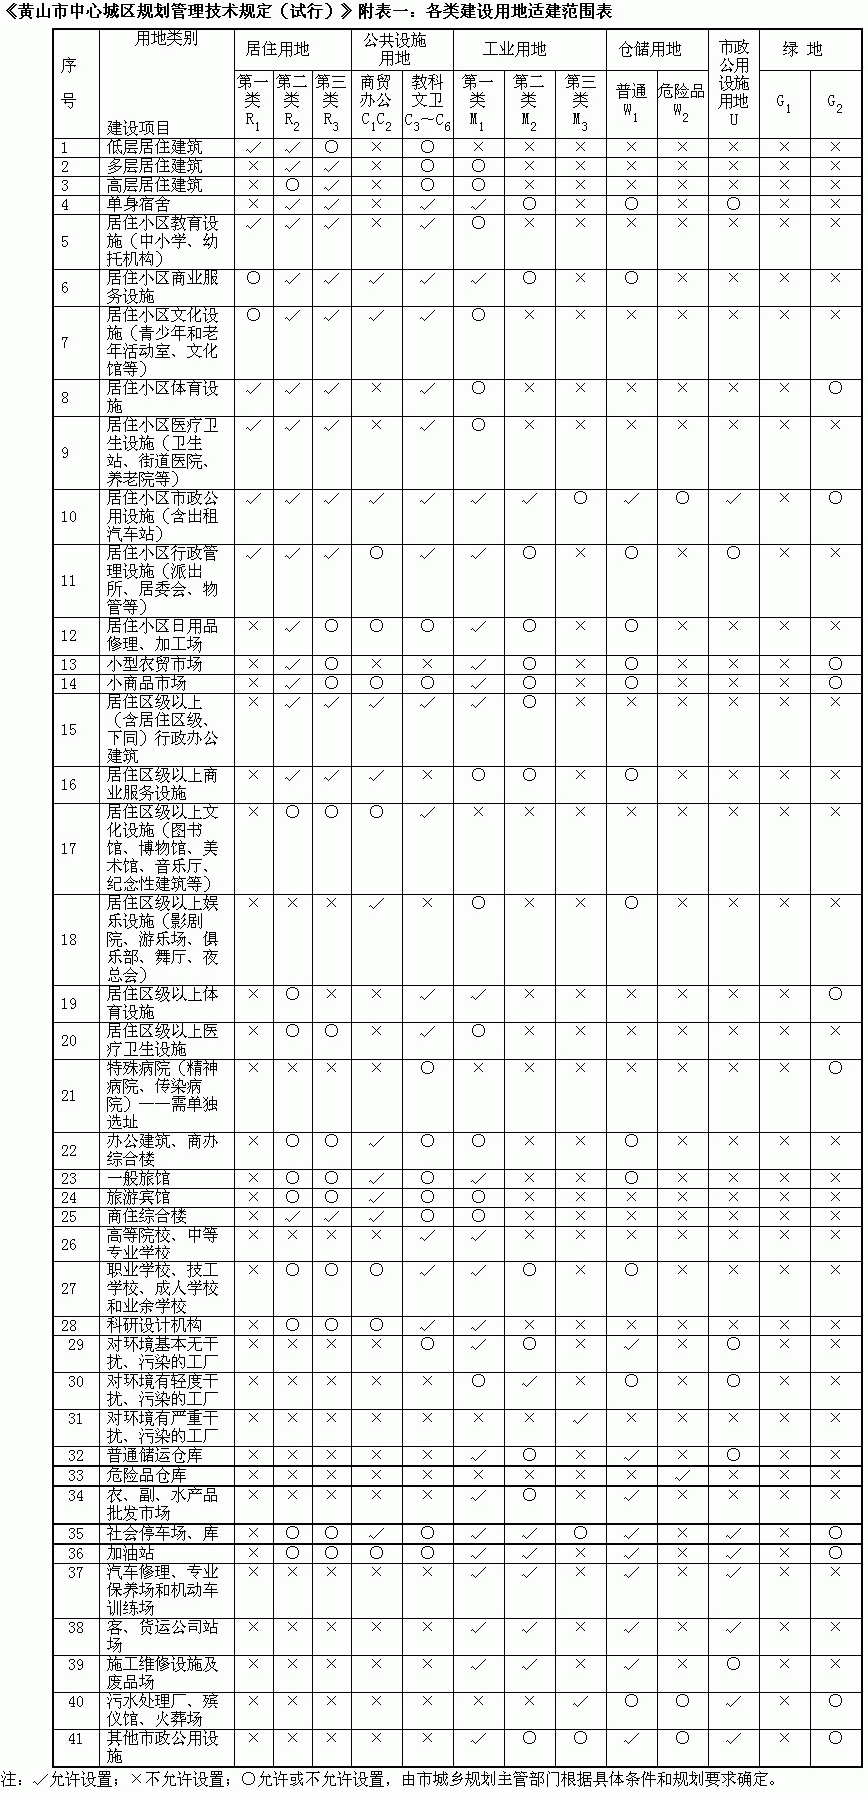 《黄山市中心城区规划管理技术规定（试行）》附表一：各类建设用地适建范围表
序号 用地类别 建设项目 居住用地 公共设施用地 工业用地 仓储用地 市政公用设施用地U 绿 地
第一类R1 第二类R2 第三类R3 商贸办公C1C2 教科文卫C3～C6 第一类M1 第二类M2 第三类M3 普通W1 危险品W2 G1 G2
1 低层居住建筑 ✓ ✓ ○ × ○ × × × × × × × ×
2 多层居住建筑 × ✓ ✓ × ○ ○ × × × × × × ×
3 高层居住建筑 × ○ ✓ × ○ ○ × × × × × × ×
4 单身宿舍 × ✓ ✓ × ✓ ✓ ○ × ○ × ○ × ×
5 居住小区教育设施（中小学、幼托机构） ✓ ✓ ✓ × ✓ ○ × × × × × × ×
6 居住小区商业服务设施 ○ ✓ ✓ ✓ ✓ ✓ ○ × ○ × × × ×
7 居住小区文化设施（青少年和老年活动室、文化馆等） ○ ✓ ✓ ✓ ✓ ○ × × × × × × ×
8 居住小区体育设施 ✓ ✓ ✓ × ✓ ○ × × × × × × ○
9 居住小区医疗卫生设施（卫生站、街道医院、养老院等） ✓ ✓ ✓ × ✓ ○ × × × × × × ×
10 居住小区市政公用设施（含出租汽车站） ✓ ✓ ✓ ✓ ✓ ✓ ✓ ○ ✓ ○ ✓ × ○
11 居住小区行政管理设施（派出所、居委会、物管等） ✓ ✓ ✓ ○ ✓ ✓ ○ × ○ × ○ × ×
12 居住小区日用品修理、加工场 × ✓ ○ ○ ○ ✓ ○ × ○ × × × ×
13 小型农贸市场 × ✓ ○ × × ✓ ○ × ○ × × × ○
14 小商品市场 × ✓ ○ ○ ○ ✓ ○ × ○ × × × ○
15 居住区级以上（含居住区级、下同）行政办公建筑 × ✓ ✓ ✓ ✓ ✓ ○ × × × × × ×
16 居住区级以上商业服务设施 × ✓ ✓ ✓ × ○ ○ × ○ × × × ×
17 居住区级以上文化设施（图书馆、博物馆、美术馆、音乐厅、纪念性建筑等） × ○ ○ ○ ✓ × × × × × × × ×
18 居住区级以上娱乐设施（影剧院、游乐场、俱乐部、舞厅、夜总会） × × × ✓ × ○ × × ○ × × × ×
19 居住区级以上体育设施 × ○ × × ✓ ✓ × × × × × × ○
20 居住区级以上医疗卫生设施 × ○ ○ × ✓ ○ × × × × × × ×
21 特殊病院（精神病院、传染病院）——需单独选址 × × × × ○ × × × × × × × ○
22 办公建筑、商办综合楼 × ○ ○ ✓ ○ ○ × × ○ × × × ×
23 一般旅馆 × ○ ○ ✓ ○ ✓ × × ○ × × × ×
24 旅游宾馆 × ○ ○ ✓ ○ ○ × × × × × × ×
25 商住综合楼 × ✓ ✓ ✓ ○ ○ × × × × × × ×
26 高等院校、中等专业学校 × × × × ✓ ✓ × × × × × × ×
27 职业学校、技工学校、成人学校和业余学校 × ○ ○ ○ ✓ ✓ ○ × ○ × × × ×
28 科研设计机构 × ○ ○ ○ ✓ ✓ × × × × × × ×
29 对环境基本无干扰、污染的工厂 × × × × ○ ✓ ○ × ✓ × ○ × ×
30 对环境有轻度干扰、污染的工厂 × × × × × ○ ✓ × ○ × ○ × ×
31 对环境有严重干扰、污染的工厂 × × × × × × × ✓ × × × × ×
32 普通储运仓库 × × × × × ✓ ○ × ✓ × ○ × ×
33 危险品仓库 × × × × × × × × × ✓ × × ×
34 农、副、水产品批发市场 × × × × × ✓ ○ × ✓ × × × ×
35 社会停车场、库 × ○ ○ ✓ ○ ✓ ✓ ○ ✓ × ✓ × ○
36 加油站 × ○ ○ ○ ○ ✓ ✓ × ✓ × ✓ × ○
37 汽车修理、专业保养场和机动车训练场 × × × × × ✓ ✓ × ✓ × ✓ × ×
38 客、货运公司站场 × × × × × ✓ ✓ × ✓ × ✓ × ×
39 施工维修设施及废品场 × × × × × ✓ ✓ × ✓ × ○ × ×
40 污水处理厂、殡仪馆、火葬场 × × × × × × × ✓ ○ ○ ✓ × ○
41 其他市政公用设施 × × × × × ✓ ○ ○ ✓ ○ ✓ × ○
注：✓允许设置；×不允许设置；○允许或不允许设置，由市城乡规划主管部门根据具体条件和规划要求确定。